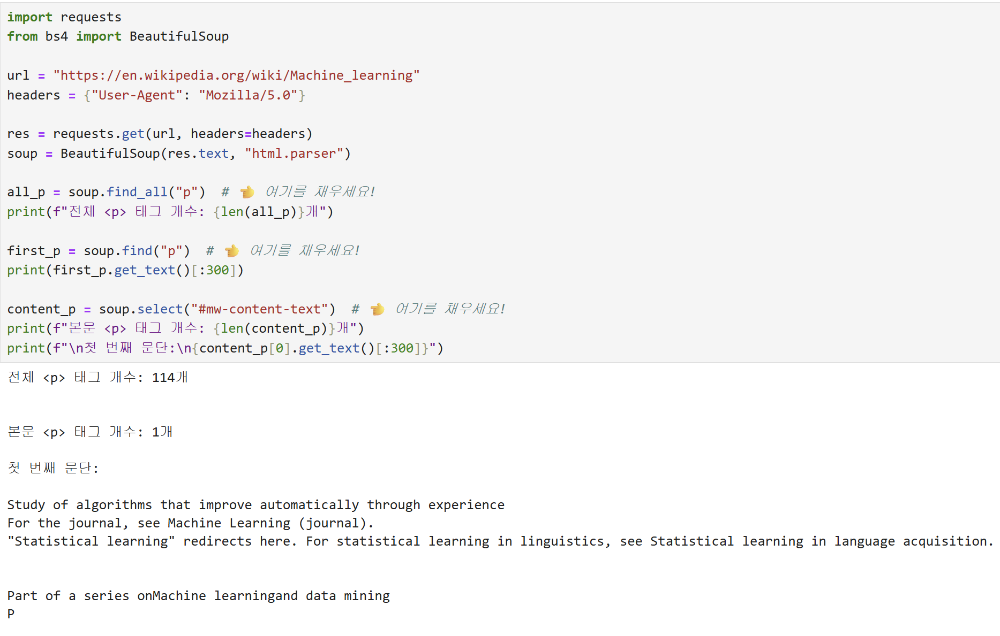 import requests
from bs4 import BeautifulSoup
url = "https://en.wikipedia.org/wiki/Machine_learning"
headers = {"User-Agent": "Mozilla/5.0"}
res = requests.get(url, headers=headers)
soup = BeautifulSoup(res.text, "html.parser")
all_p = soup.find_all("p")  # 👈 여기를 채우세요!
print(f"전체 <p> 태그 개수: {len(all_p)}개")
first_p = soup.find("p")  # 👈 여기를 채우세요!
print(first_p.get_text()[:300])
content_p = soup.select("#mw-content-text")  # 👈 여기를 채우세요!
print(f"본문 <p> 태그 개수: {len(content_p)}개")
print(f"\n첫 번째 문단:\n{content_p[0].get_text()[:300]}")
전체 <p> 태그 개수: 114개
본문 <p> 태그 개수: 1개
첫 번째 문단:
Study of algorithms that improve automatically through experience
For the journal, see Machine Learning (journal).
"Statistical learning" redirects here. For statistical learning in linguistics, see Statistical learning in language acquisition.
Part of a series onMachine learningand data mining
P